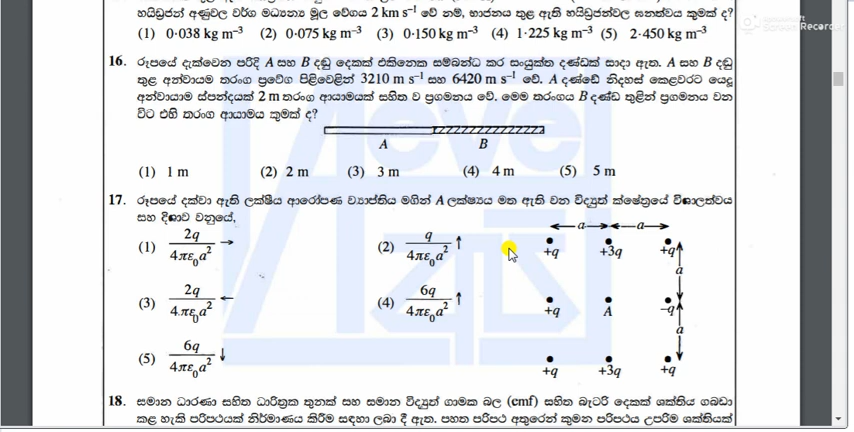 හයිඩ්‍රජන් අණුවල වර්ග මධ්‍යන්‍ය මූල වේගය 2 km s⁻¹ වේ නම්, භාජනය තුළ ඇති හයිඩ්‍රජන්වල ඝනත්වය කුමක් ද?
(1) 0·038 kg m⁻³ (2) 0·075 kg m⁻³ (3) 0·150 kg m⁻³ (4) 1·225 kg m⁻³ (5) 2·450 kg m⁻³
16. රූපයේ දැක්වෙන පරිදි A සහ B දඬු දෙකක් එකිනෙක සම්බන්ධ කර සංයුක්ත දණ්ඩක් සාදා ඇත. A සහ B දඬු
තුළ අන්වායාම තරංග ප්‍රවේග පිළිවෙළින් 3210 m s⁻¹ සහ 6420 m s⁻¹ වේ. A දණ්ඩේ නිදහස් කෙළවරට යෙදූ
අන්වායාම ස්පන්දයක් 2 m තරංග ආයාමයක් සහිත ව ප්‍රගමනය වේ. මෙම තරංගය B දණ්ඩ තුළින් ප්‍රගමනය වන
විට එහි තරංග ආයාමය කුමක් ද?
A B
(1) 1 m (2) 2 m (3) 3 m (4) 4 m (5) 5 m
17. රූපයේ දක්වා ඇති ලක්ෂීය ආරෝපණ ව්‍යාප්තිය මගින් A ලක්ෂ්‍යය මත ඇති වන විද්‍යුත් ක්ෂේත්‍රයේ විශාලත්වය
සහ දිශාව වනුයේ,
a a
(1) 2q/4πε₀a² → (2) q/4πε₀a² ↑
+q +3q +q
a
(3) 2q/4πε₀a² ← (4) 6q/4πε₀a² ↑
+q A −q
a
(5) 6q/4πε₀a² ↓
+q +3q +q
18. සමාන ධාරණා සහිත ධාරිත්‍රක තුනක් සහ සමාන විද්‍යුත් ගාමක බල (emf) සහිත බැටරි දෙකක් ශක්තිය ගබඩා
කළ හැකි පරිපථයක් නිර්මාණය කිරීම සඳහා ලබා දී ඇත. පහත පරිපථ අතුරෙන් කුමන පරිපථය උපරිම ශක්තියක්
Screen Recorder